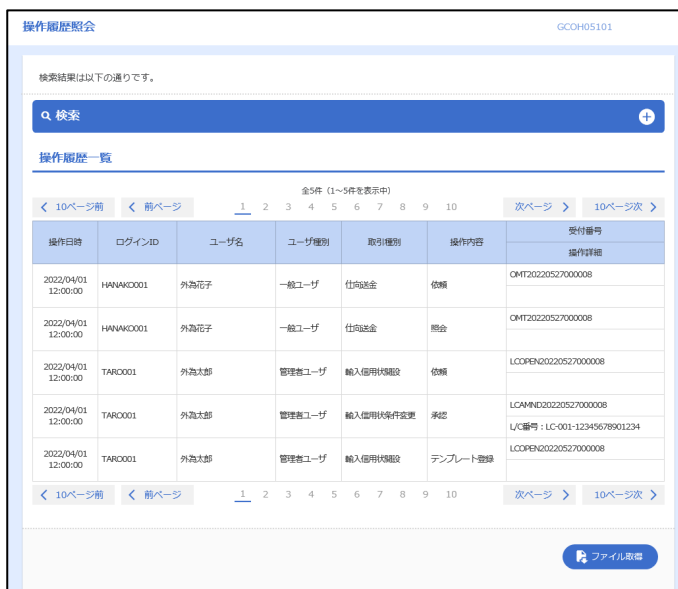 操作履歴照会
GCOH05101
検索結果は以下の通りです。
検索
操作履歴一覧
全5件（1～5件を表示中）
10ページ前 前ページ 1 2 3 4 5 6 7 8 9 10 次ページ 10ページ次
操作日時 ログインID ユーザ名 ユーザ種別 取引種別 操作内容 受付番号
操作詳細
2022/04/01 12:00:00 HANAKO001 外為花子 一般ユーザ 仕向送金 依頼 OMT20220527000008
2022/04/01 12:00:00 HANAKO001 外為花子 一般ユーザ 仕向送金 照会 OMT20220527000008
2022/04/01 12:00:00 TARO001 外為太郎 管理者ユーザ 輸入信用状開設 依頼 LCOPEN20220527000008
2022/04/01 12:00:00 TARO001 外為太郎 管理者ユーザ 輸入信用状条件変更 承認 LCAMND20220527000008
L/C番号：LC-001-12345678901234
2022/04/01 12:00:00 TARO001 外為太郎 管理者ユーザ 輸入信用状開設 テンプレート登録 LCOPEN20220527000008
10ページ前 前ページ 1 2 3 4 5 6 7 8 9 10 次ページ 10ページ次
ファイル取得